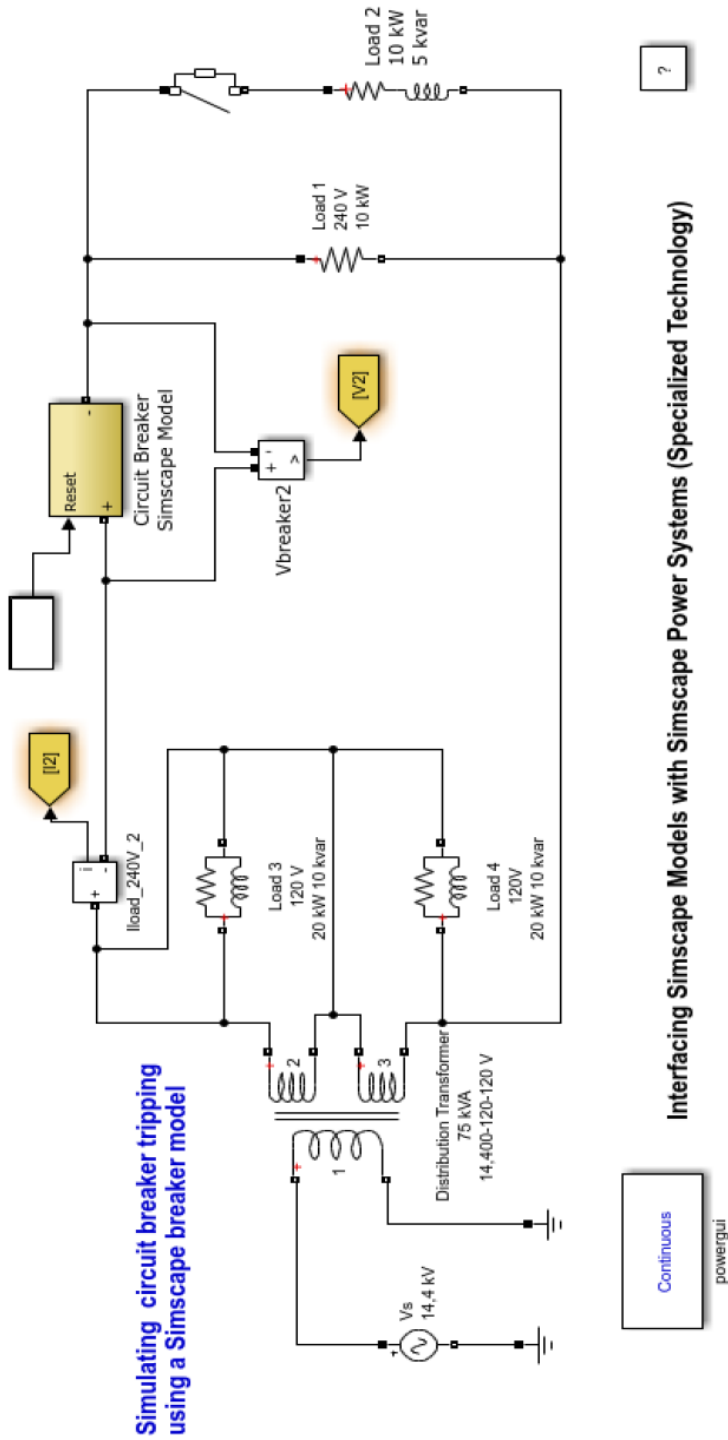 Simulating circuit breaker tripping
using a Simscape breaker model
[I2]
+
-
i
Iload_240V_2
Reset
+
-
Circuit Breaker
Simscape Model
+
-
v
Vbreaker2
[V2]
Load 1
240 V
10 kW
Load 2
10 kW
5 kvar
Load 3
120 V
20 kW 10 kvar
Load 4
120V
20 kW 10 kvar
1
2
3
Distribution Transformer
75 kVA
14,400-120-120 V
Vs
14,4 kV
Continuous
powergui
Interfacing Simscape Models with Simscape Power Systems (Specialized Technology)
?